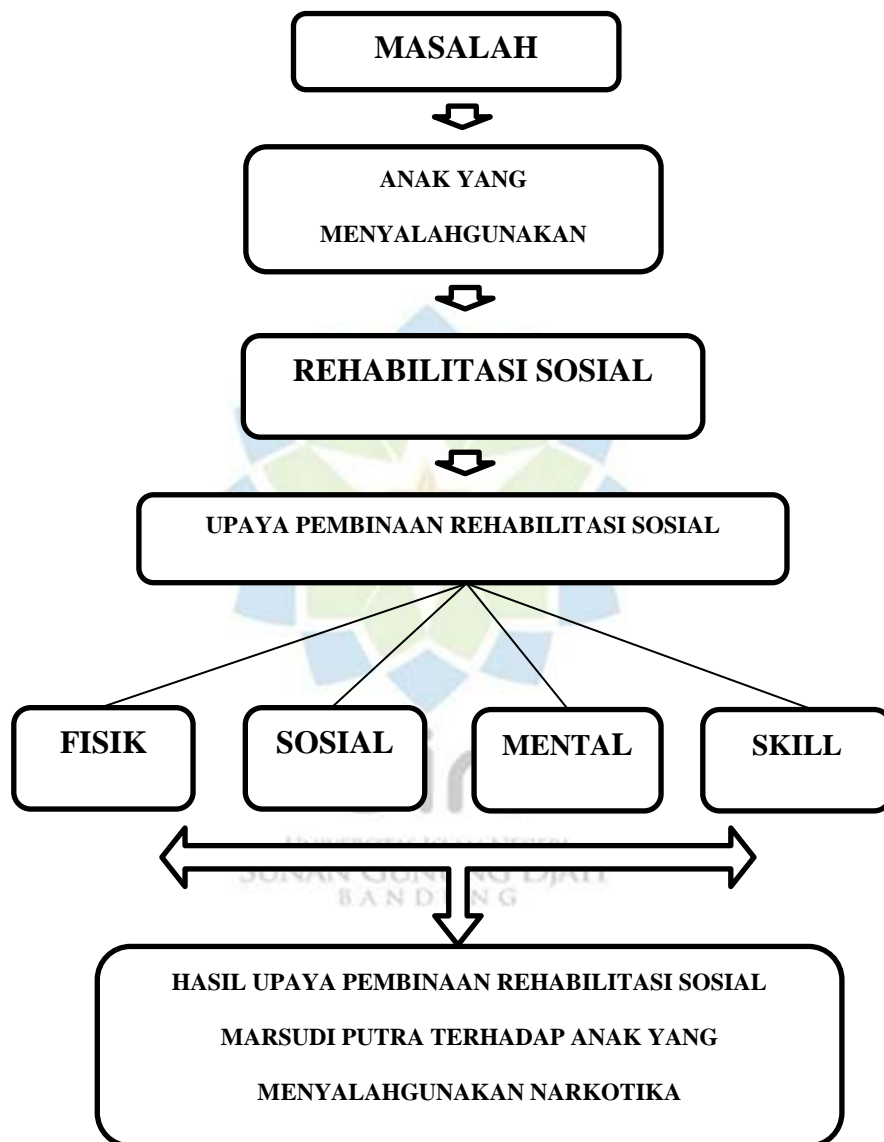 MASALAH
ANAK YANG
MENYALAHGUNAKAN
REHABILITASI SOSIAL
UPAYA PEMBINAAN REHABILITASI SOSIAL
FISIK
SOSIAL
MENTAL
SKILL
SUNAN GUNUNG DJATI
BANDUNG
HASIL UPAYA PEMBINAAN REHABILITASI SOSIAL
MARSUDI PUTRA TERHADAP ANAK YANG
MENYALAHGUNAKAN NARKOTIKA